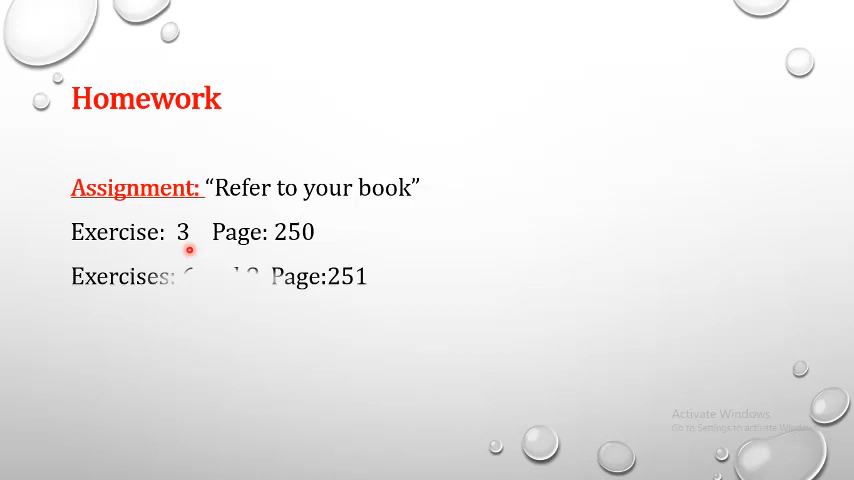 Homework
Assignment: “Refer to your book”
Exercise: 3 Page: 250
Exercises: Page:251
Activate Windows
Go to Settings to activate Windows.